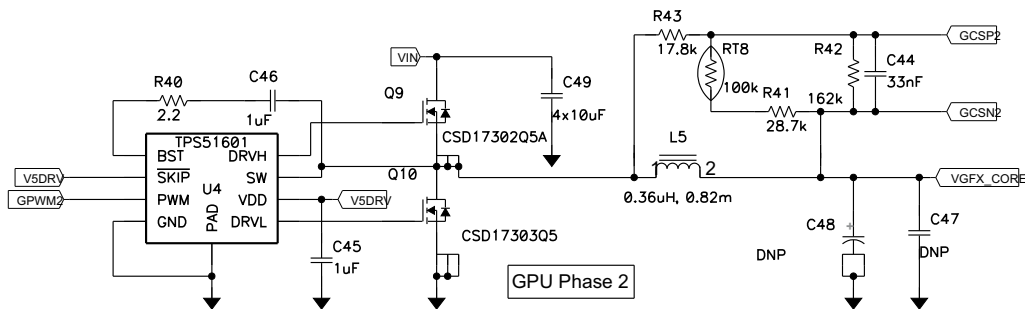 R43
17.8k
GCSP2
RT8
100k
R42
162k
C44
33nF
R41
28.7k
GCSN2
VIN
C49
4x10uF
R40
2.2
C46
1uF
Q9
CSD17302Q5A
TPS51601
BST
DRVH
SKIP
SW
U4
PWM
VDD
GND
DRVL
PAD
V5DRV
GPWM2
V5DRV
Q10
CSD17303Q5
C45
1uF
L5
1
2
0.36uH, 0.82m
VGFX_CORE
C48
+
DNP
C47
DNP
GPU Phase 2